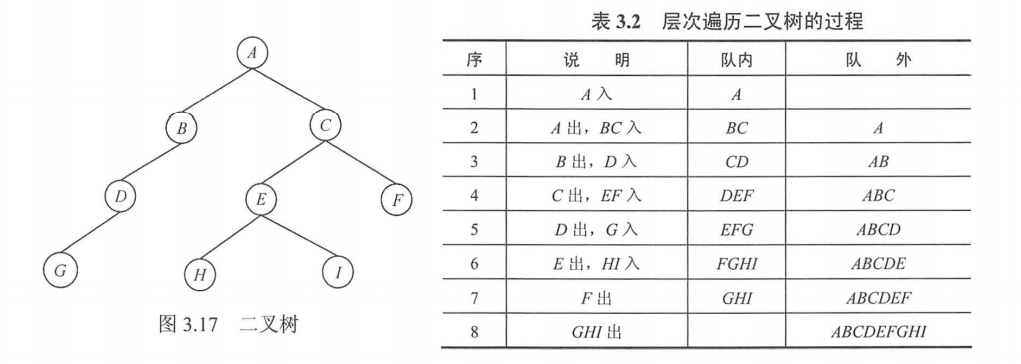 A
B
C
D
E
F
G
H
I
图 3.17 二叉树
表 3.2 层次遍历二叉树的过程
序 说 明 队内 队 外
1 A 入 A
2 A 出，BC 入 BC A
3 B 出，D 入 CD AB
4 C 出，EF 入 DEF ABC
5 D 出，G 入 EFG ABCD
6 E 出，HI 入 FGHI ABCDE
7 F 出 GHI ABCDEF
8 GHI 出 ABCDEFGHI